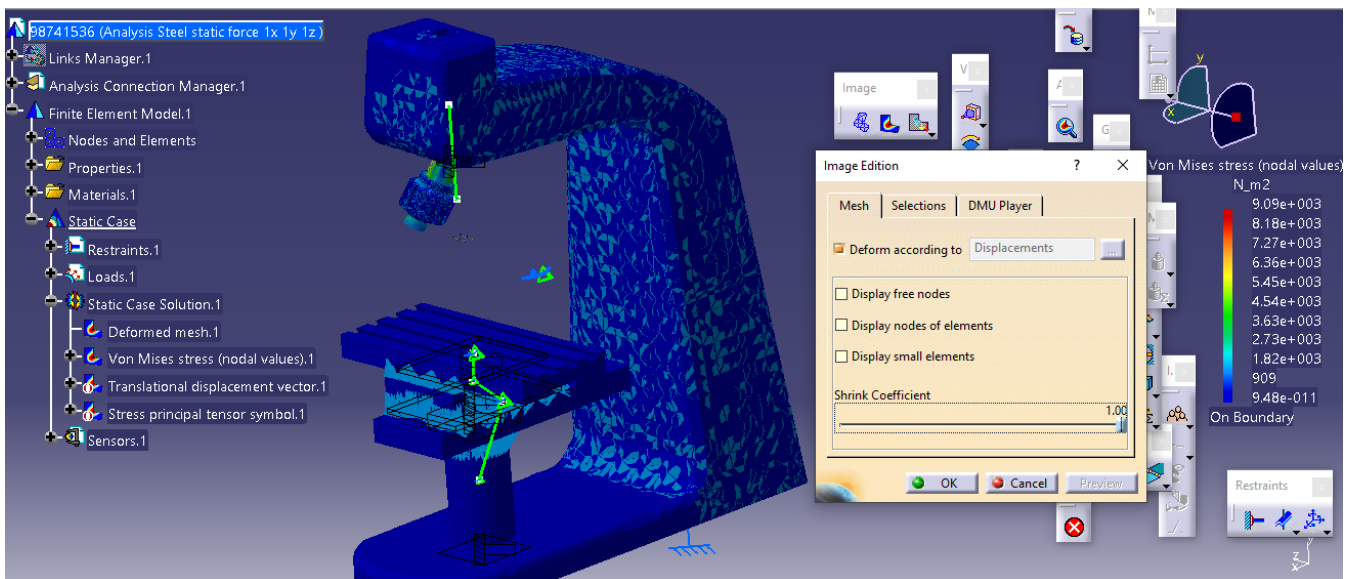 98741536 (Analysis Steel static force 1x 1y 1z )
Links Manager.1
Analysis Connection Manager.1
Finite Element Model.1
Nodes and Elements
Properties.1
Materials.1
Static Case
Restraints.1
Loads.1
Static Case Solution.1
Deformed mesh.1
Von Mises stress (nodal values).1
Translational displacement vector.1
Stress principal tensor symbol.1
Sensors.1
Image
V
A
G
M
I.
Image Edition
?
Mesh
Selections
DMU Player
Deform according to
Displacements
...
Display free nodes
Display nodes of elements
Display small elements
Shrink Coefficient
1.00
OK
Cancel
Preview
y
x
Von Mises stress (nodal values)
N_m2
9.09e+003
8.18e+003
7.27e+003
6.36e+003
5.45e+003
4.54e+003
3.63e+003
2.73e+003
1.82e+003
909
9.48e-011
On Boundary
Restraints
y
z
x